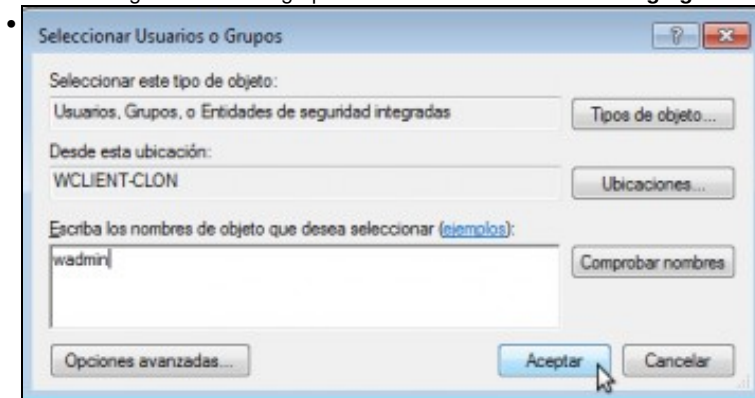 Seleccionar Usuarios o Grupos
Seleccionar este tipo de objeto:
Usuarios, Grupos, o Entidades de seguridad integradas
Tipos de objeto...
Desde esta ubicación:
WCLIENT-CLON
Ubicaciones...
Escriba los nombres de objeto que desea seleccionar (ejemplos):
wadmin
Comprobar nombres
Opciones avanzadas...
Aceptar
Cancelar